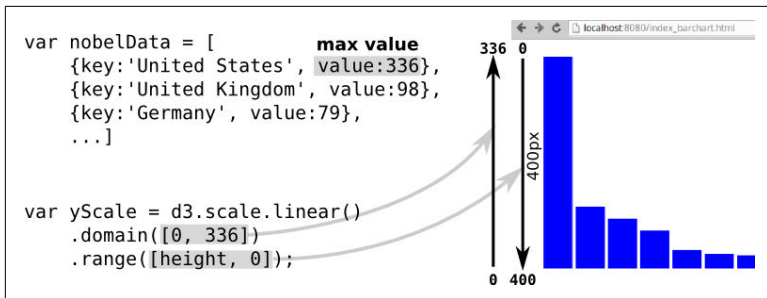 localhost:8080/index_barchart.html
var nobelData = [
max value
{key:'United States', value:336},
{key:'United Kingdom', value:98},
{key:'Germany', value:79},
...]
var yScale = d3.scale.linear()
.domain([0, 336])
.range([height, 0]);
336 0
400px
0 400